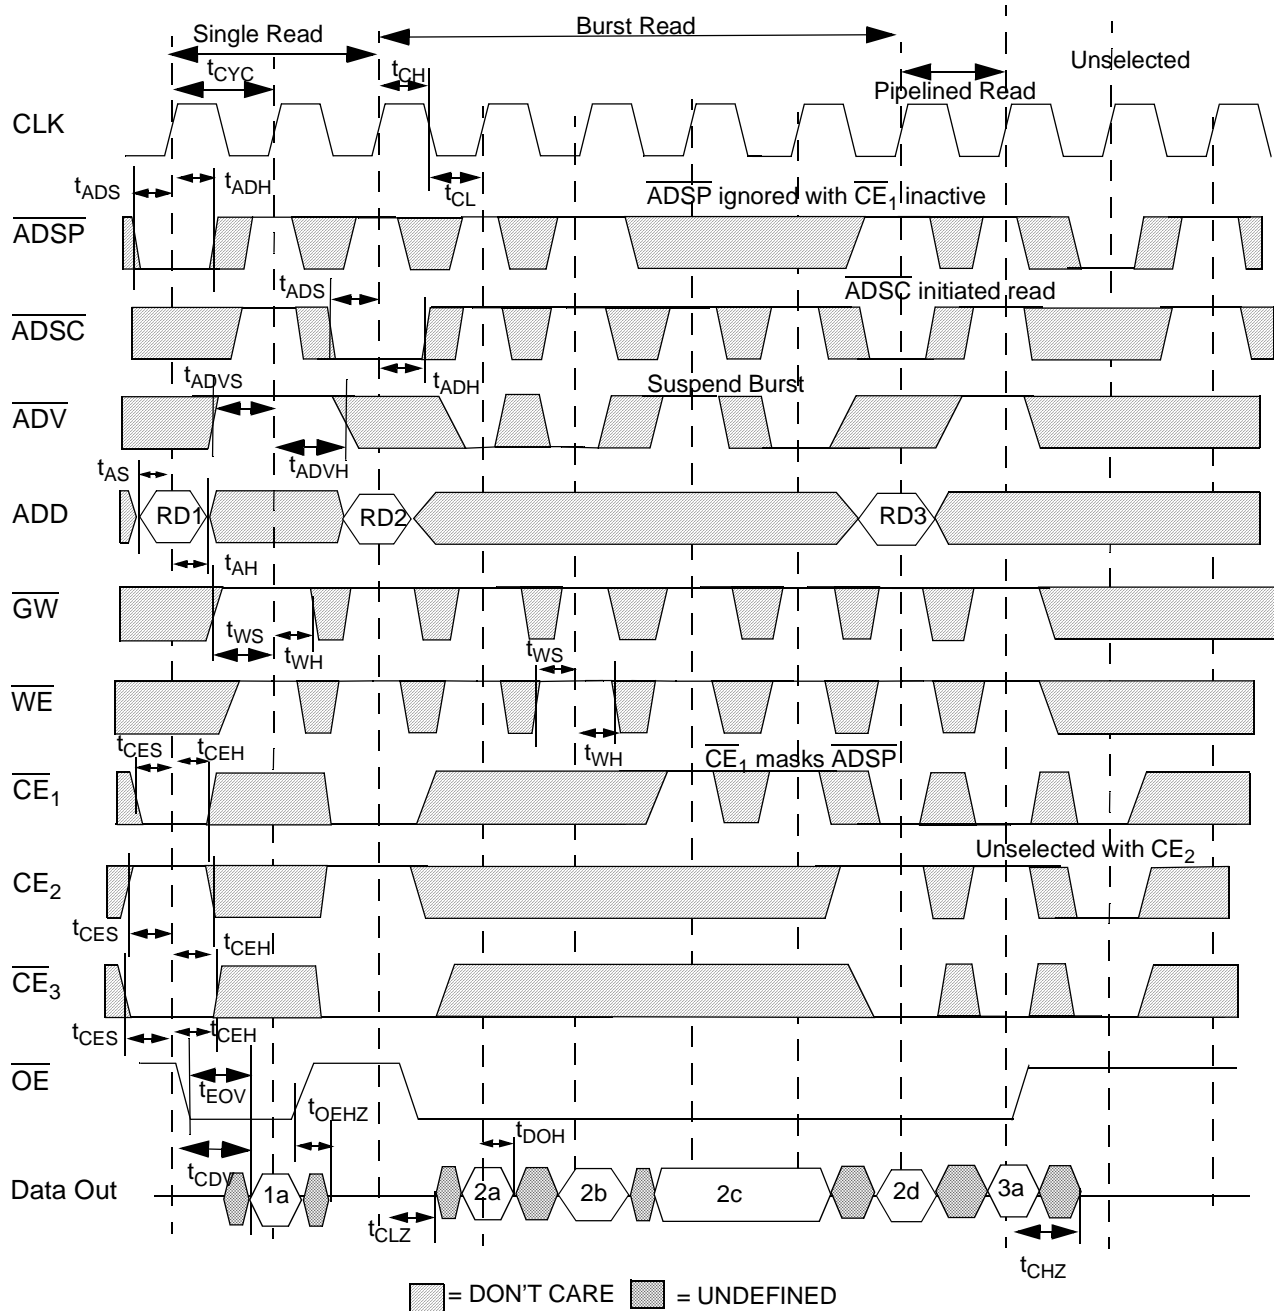 Single Read
Burst Read
Unselected
tCYC
tCH
Pipelined Read
CLK
tADS
tADH
tCL
ADSP ignored with CE1 inactive
ADSP
tADS
ADSC initiated read
ADSC
tADVS
tADH
Suspend Burst
ADV
tAS
tADVH
ADD
RD1
RD2
RD3
tAH
GW
tWS
tWH
tWS
WE
tCES
tCEH
tWH
CE1 masks ADSP
CE1
Unselected with CE2
CE2
tCES
tCEH
CE3
tCES
tCEH
OE
tEOV
tOEHZ
tDOH
tCDV
Data Out
1a
2a
2b
2c
2d
3a
tCLZ
tCHZ
= DON'T CARE
= UNDEFINED